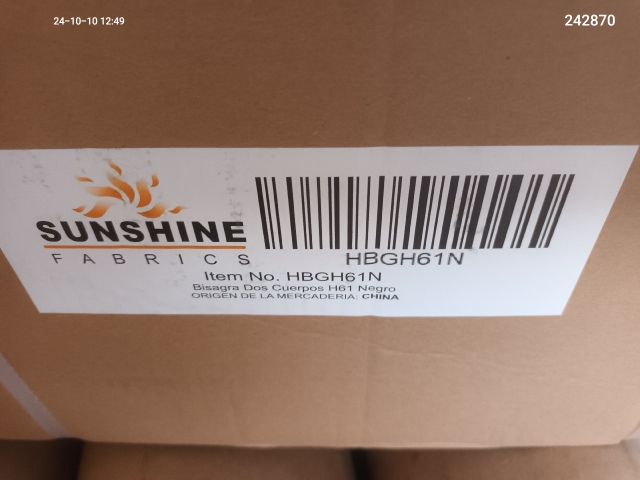 24-10-10 12:49
242870
SUNSHINE
FABRICS
HBGH61N
Item No. HBGH61N
Bisagra Dos Cuerpos H61 Negro
ORIGEN DE LA MERCADERIA: CHINA